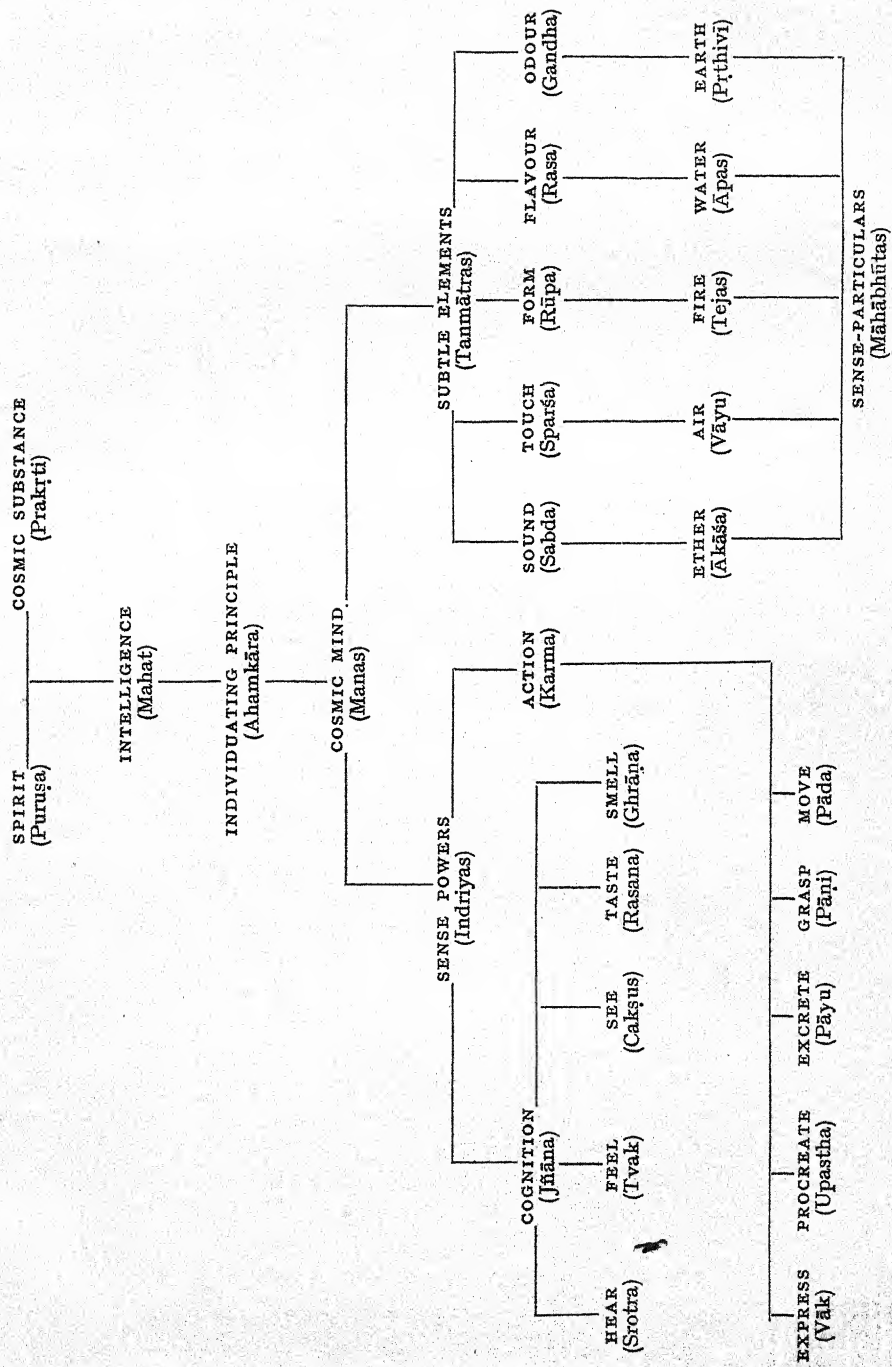 SPIRIT COSMIC SUBSTANCE
(Puruṣa) (Prakṛti)
INTELLIGENCE
(Mahat)
INDIVIDUATING PRINCIPLE
(Ahamkāra)
COSMIC MIND
(Manas)
SENSE POWERS SUBTLE ELEMENTS
(Indriyas) (Tanmātras)
COGNITION ACTION SOUND TOUCH FORM FLAVOUR ODOUR
(Jñāna) (Karma) (Sabda) (Sparśa) (Rūpa) (Rasa) (Gandha)
HEAR FEEL SEE TASTE SMELL
(Srotra) (Tvak) (Cakṣus) (Rasana) (Ghrāṇa)
ETHER AIR FIRE WATER EARTH
(Ākāśa) (Vāyu) (Tejas) (Āpas) (Pṛthivī)
EXPRESS PROCREATE EXCRETE GRASP MOVE
(Vāk) (Upastha) (Pāyu) (Pāṇi) (Pāda)
SENSE-PARTICULARS
(Māhābhūtas)